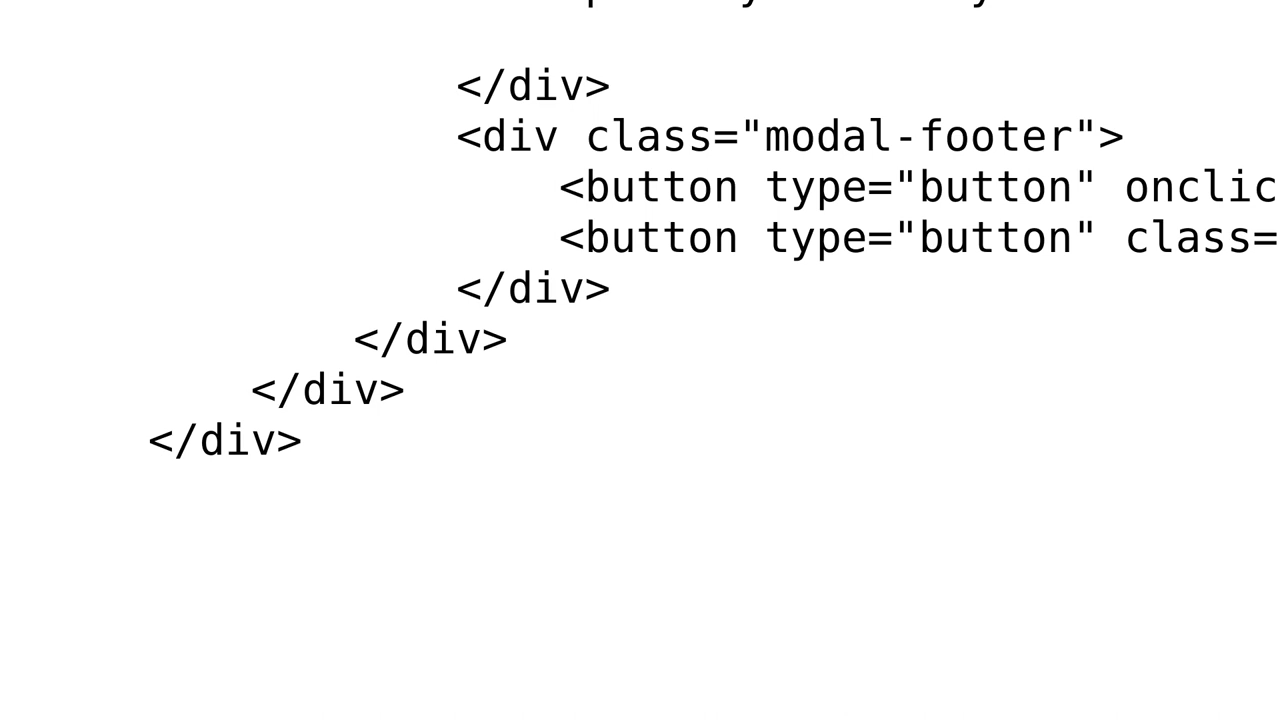 </div>
<div class="modal-footer">
<button type="button" onclic
<button type="button" class=
</div>
</div>
</div>
</div>